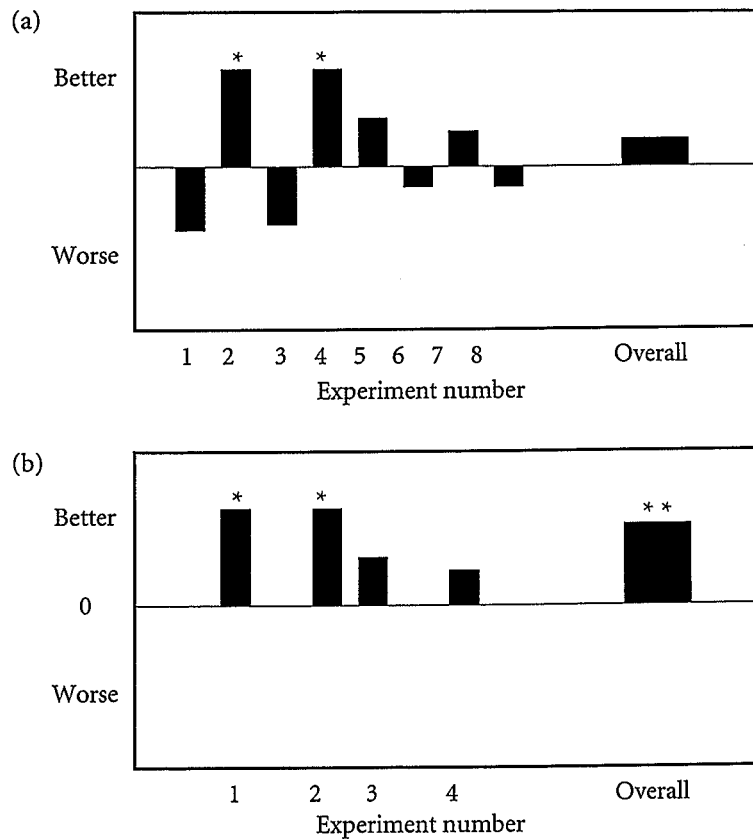 (a)
* *
Better
Worse
1 2 3 4 5 6 7 8 Overall
Experiment number
(b)
* * * *
Better
0
Worse
1 2 3 4 Overall
Experiment number